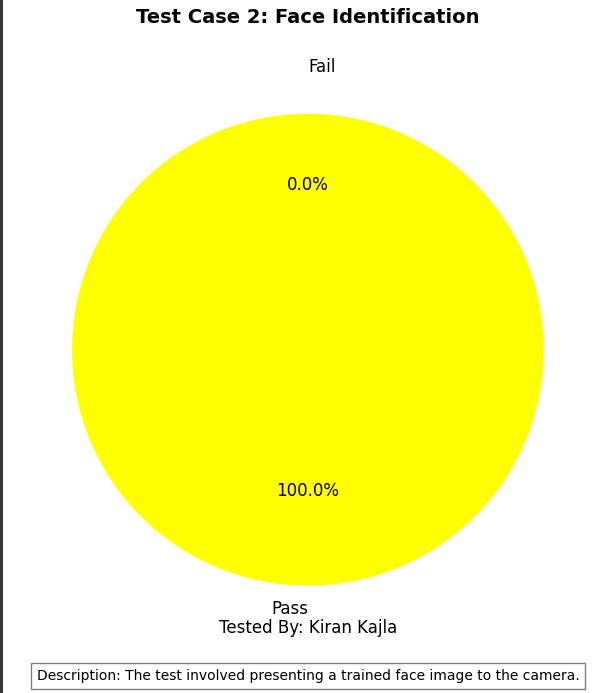 Test Case 2: Face Identification
Fail
0.0%
100.0%
Pass
Tested By: Kiran Kajla
Description: The test involved presenting a trained face image to the camera.